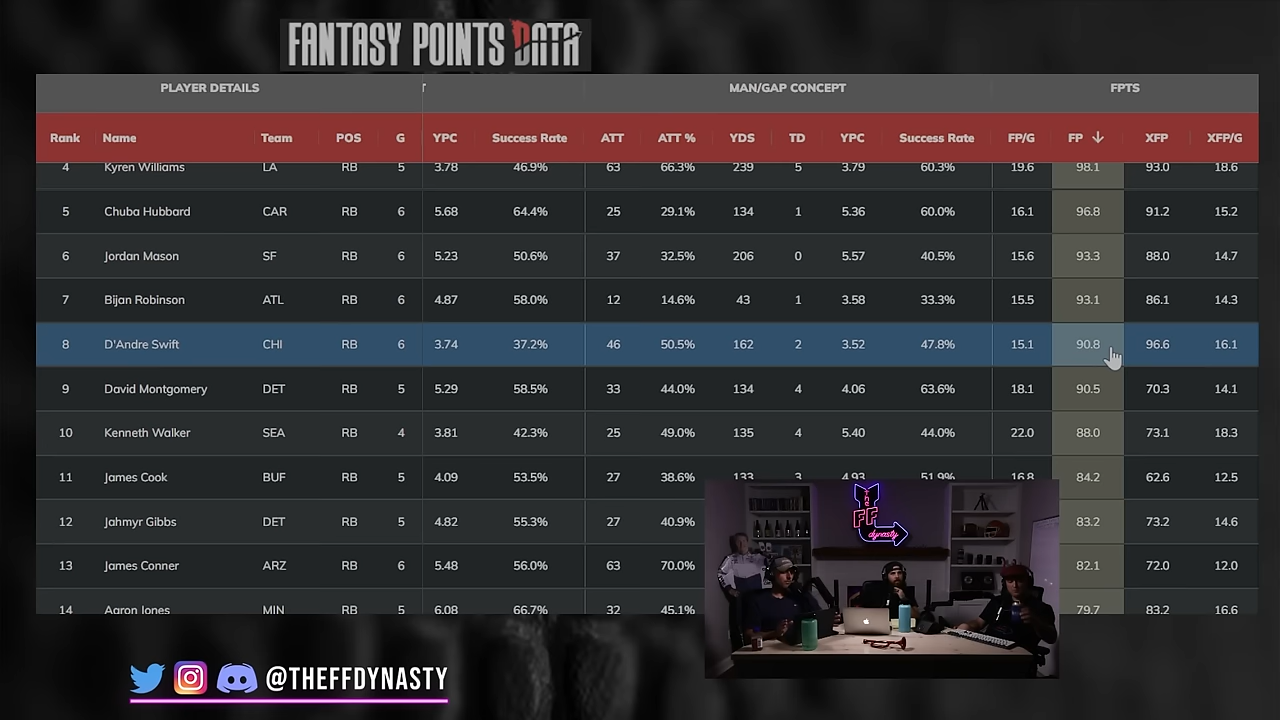 FANTASY POINTS DATA
PLAYER DETAILS T MAN/GAP CONCEPT FPTS
Rank Name Team POS G YPC Success Rate ATT ATT % YDS TD YPC Success Rate FP/G FP XFP XFP/G
4 Kyren Williams LA RB 5 3.78 46.9% 63 66.3% 239 5 3.79 60.3% 19.6 98.1 93.0 18.6
5 Chuba Hubbard CAR RB 6 5.68 64.4% 25 29.1% 134 1 5.36 60.0% 16.1 96.8 91.2 15.2
6 Jordan Mason SF RB 6 5.23 50.6% 37 32.5% 206 0 5.57 40.5% 15.6 93.3 88.0 14.7
7 Bijan Robinson ATL RB 6 4.87 58.0% 12 14.6% 43 1 3.58 33.3% 15.5 93.1 86.1 14.3
8 D'Andre Swift CHI RB 6 3.74 37.2% 46 50.5% 162 2 3.52 47.8% 15.1 90.8 96.6 16.1
9 David Montgomery DET RB 5 5.29 58.5% 33 44.0% 134 4 4.06 63.6% 18.1 90.5 70.3 14.1
10 Kenneth Walker SEA RB 4 3.81 42.3% 25 49.0% 135 4 5.40 44.0% 22.0 88.0 73.1 18.3
11 James Cook BUF RB 5 4.09 53.5% 27 38.6% 133 3 4.93 51.9% 16.8 84.2 62.6 12.5
12 Jahmyr Gibbs DET RB 5 4.82 55.3% 27 40.9% 83.2 73.2 14.6
13 James Conner ARZ RB 6 5.48 56.0% 63 70.0% 82.1 72.0 12.0
14 Aaron Jones MIN RB 5 6.08 66.7% 32 45.1% 79.7 83.2 16.6
The
FF
dynasty
@THEFFDYNASTY